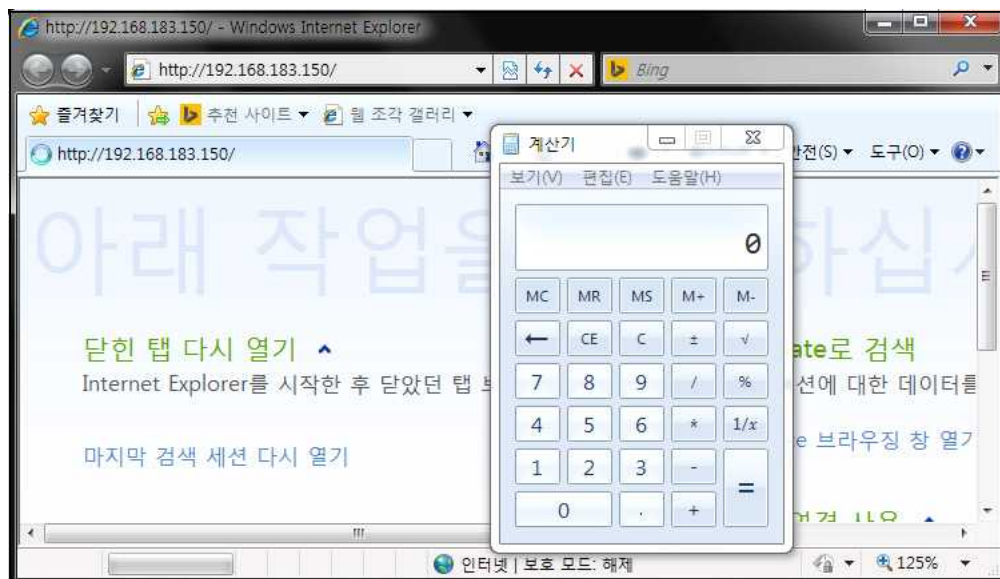 http://192.168.183.150/ - Windows Internet Explorer
http://192.168.183.150/
Bing
즐겨찾기 추천 사이트 웹 조각 갤러리
http://192.168.183.150/
안전(S) 도구(O)
계산기
보기(V) 편집(E) 도움말(H)
0
MC MR MS M+ M-
← CE C ± √
7 8 9 / %
4 5 6 * 1/x
1 2 3 - =
0 . +
아래 작업을 하십시
닫힌 탭 다시 열기
Internet Explorer를 시작한 후 닫았던 탭
마지막 검색 세션 다시 열기
ate로 검색
션에 대한 데이터를
e 브라우징 창 열기
사용
인터넷 | 보호 모드: 해제
125%